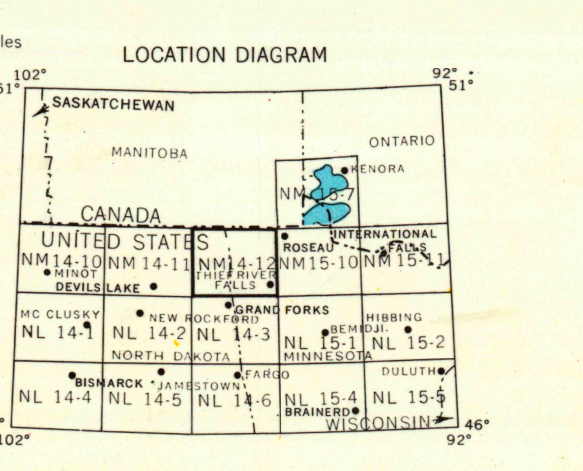 les
LOCATION DIAGRAM
102° 92°
51° 51°
SASKATCHEWAN
ONTARIO
MANITOBA
KENORA
NM 15-7
CANADA
UNITED STATES
INTERNATIONAL
FALLS
ROSEAU
NM 14-10 NM 14-11 NM 14-12 NM 15-10 NM 15-11
MINOT
THIEF RIVER
FALLS
DEVILS LAKE
GRAND FORKS
MC CLUSKY NEW ROCKFORD HIBBING
BEMIDJI
NL 14-1 NL 14-2 NL 14-3 NL 15-1 NL 15-2
NORTH DAKOTA MINNESOTA
DULUTH
BISMARCK JAMESTOWN FARGO
NL 14-4 NL 14-5 NL 14-6 NL 15-4 NL 15-5
BRAINERD
WISCONSIN
46°
102° 92°